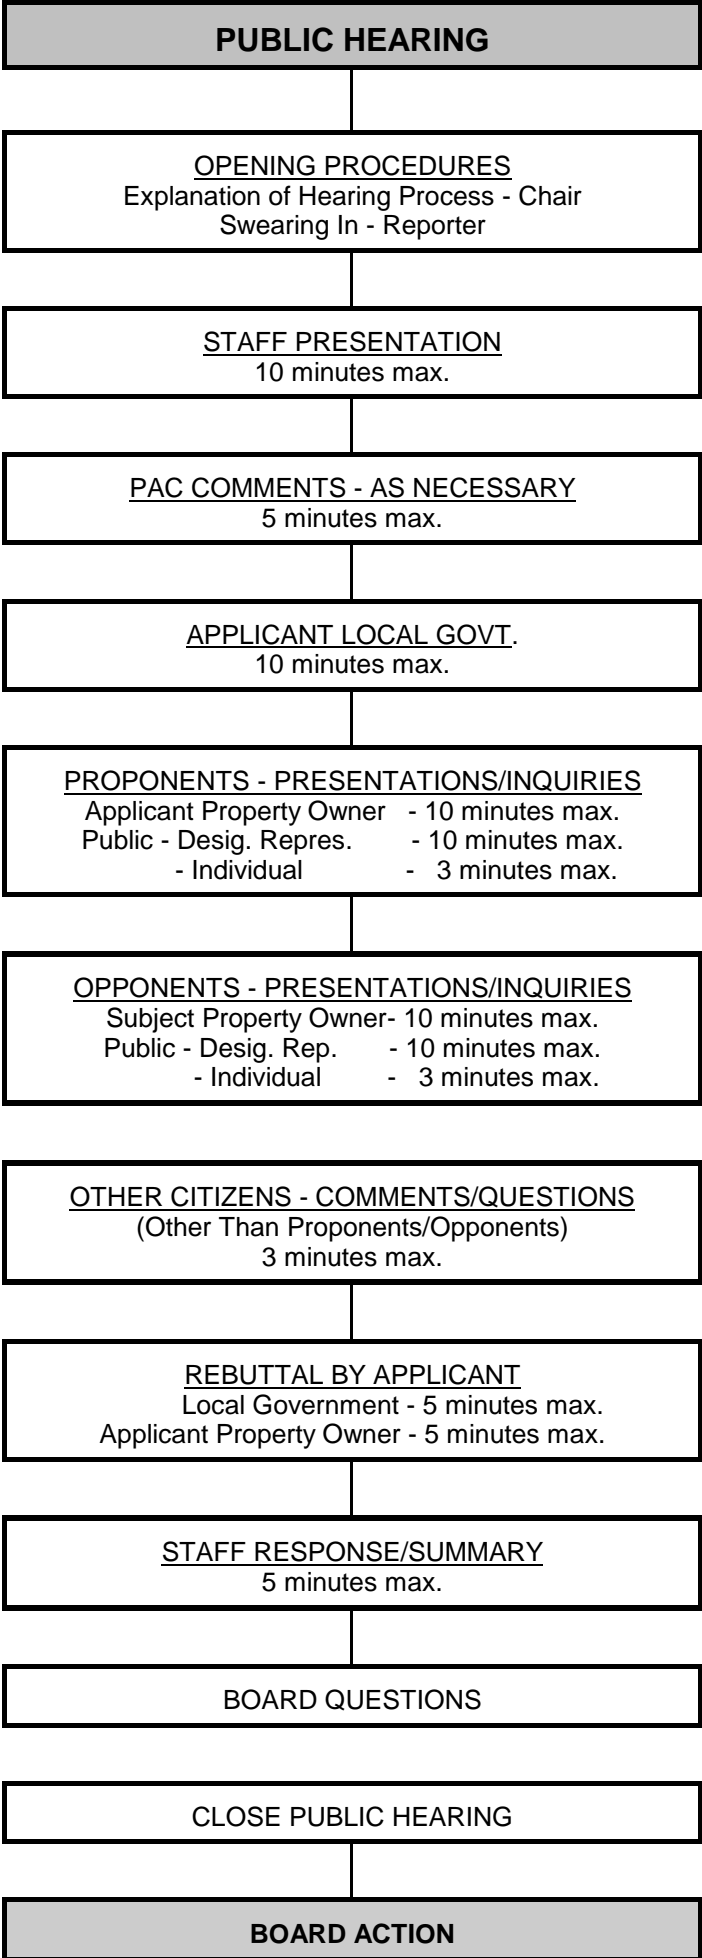 PUBLIC HEARING
OPENING PROCEDURES
Explanation of Hearing Process - Chair
Swearing In - Reporter
STAFF PRESENTATION
10 minutes max.
PAC COMMENTS - AS NECESSARY
5 minutes max.
APPLICANT LOCAL GOVT.
10 minutes max.
PROPONENTS - PRESENTATIONS/INQUIRIES
Applicant Property Owner - 10 minutes max.
Public - Desig. Repres. - 10 minutes max.
- Individual - 3 minutes max.
OPPONENTS - PRESENTATIONS/INQUIRIES
Subject Property Owner- 10 minutes max.
Public - Desig. Rep. - 10 minutes max.
- Individual - 3 minutes max.
OTHER CITIZENS - COMMENTS/QUESTIONS
(Other Than Proponents/Opponents)
3 minutes max.
REBUTTAL BY APPLICANT
Local Government - 5 minutes max.
Applicant Property Owner - 5 minutes max.
STAFF RESPONSE/SUMMARY
5 minutes max.
BOARD QUESTIONS
CLOSE PUBLIC HEARING
BOARD ACTION